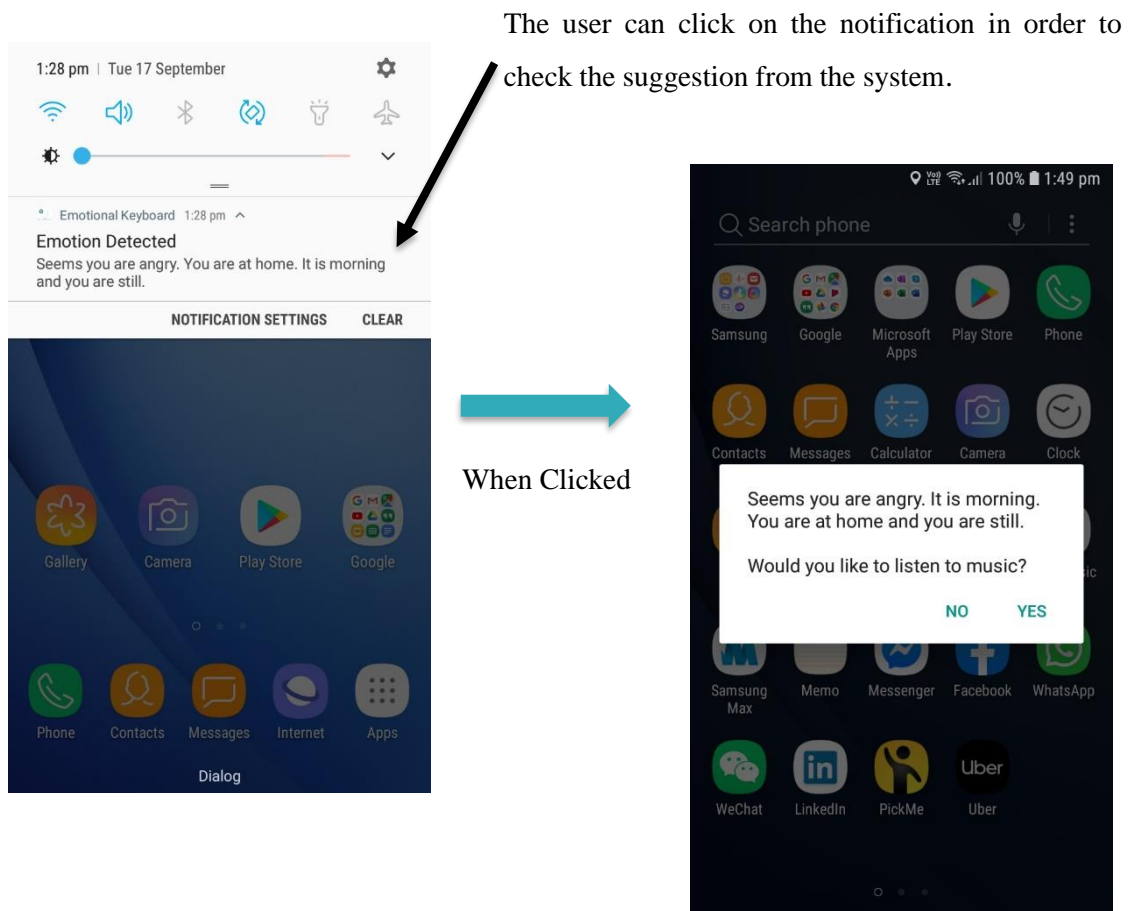 The user can click on the notification in order to
check the suggestion from the system.
1:28 pm | Tue 17 September
Emotional Keyboard 1:28 pm
Emotion Detected
Seems you are angry. You are at home. It is morning
and you are still.
NOTIFICATION SETTINGS CLEAR
Gallery Camera Play Store Google
Phone Contacts Messages Internet Apps
Dialog
When Clicked
VoLTE 100% 1:49 pm
Search phone
Samsung Google Microsoft Apps Play Store Phone
Contacts Messages Calculator Camera Clock
Seems you are angry. It is morning.
You are at home and you are still.
Would you like to listen to music?
NO YES
ic
Samsung Max Memo Messenger Facebook WhatsApp
in
Uber
WeChat LinkedIn PickMe Uber